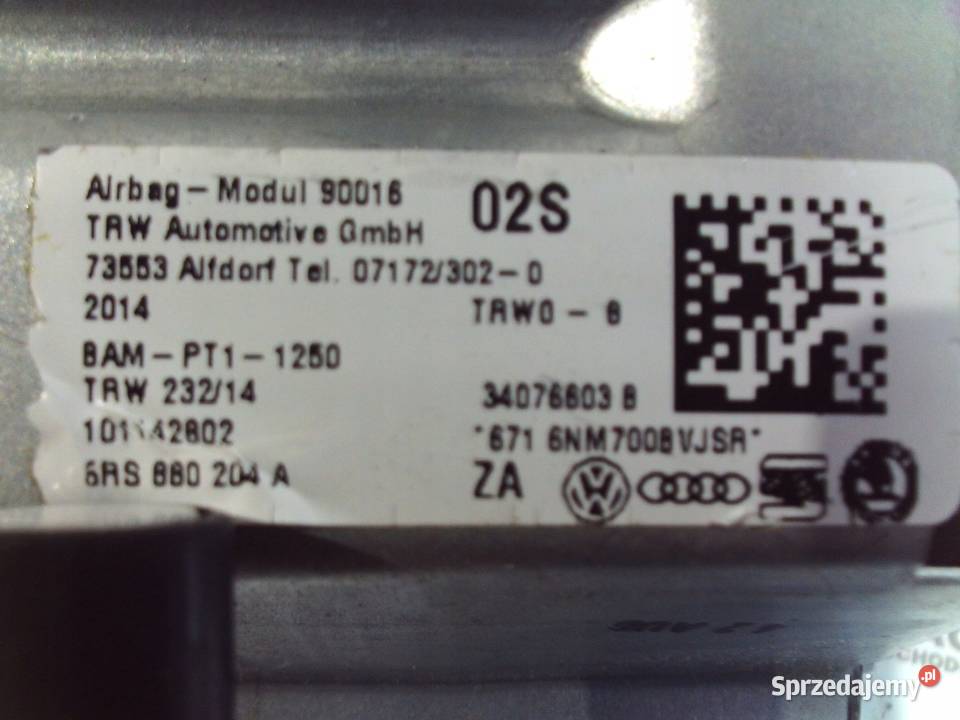 Airbag - Modul 90016
02S
TRW Automotive GmbH
73553 Alfdorf Tel. 07172/302-0
2014
TRW0 - 6
BAM - PT1 - 1250
TRW 232/14
34076603 B
*671 6NM7008VJSR*
6RS 880 204 A
ZA
Sprzedajemy.pl